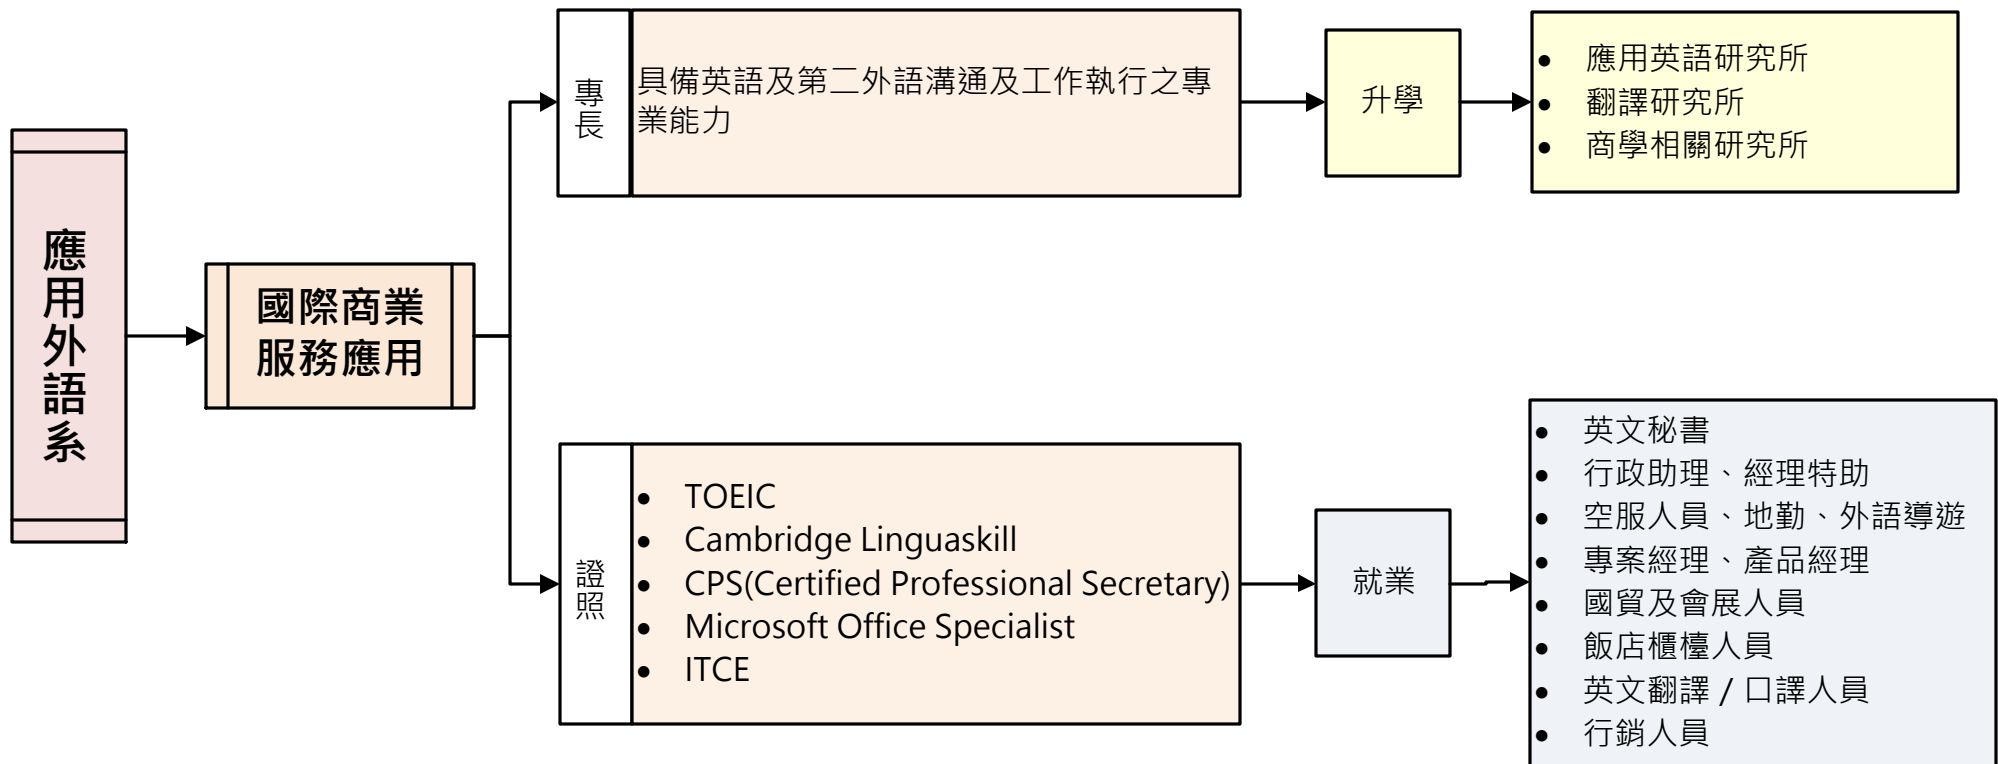 應用外語系
國際商業
服務應用
專長
具備英語及第二外語溝通及工作執行之專
業能力
升學
• 應用英語研究所
• 翻譯研究所
• 商學相關研究所
證照
• TOEIC
• Cambridge Linguaskill
• CPS(Certified Professional Secretary)
• Microsoft Office Specialist
• ITCE
就業
• 英文秘書
• 行政助理、經理特助
• 空服人員、地勤、外語導遊
• 專案經理、產品經理
• 國貿及會展人員
• 飯店櫃檯人員
• 英文翻譯 / 口譯人員
• 行銷人員